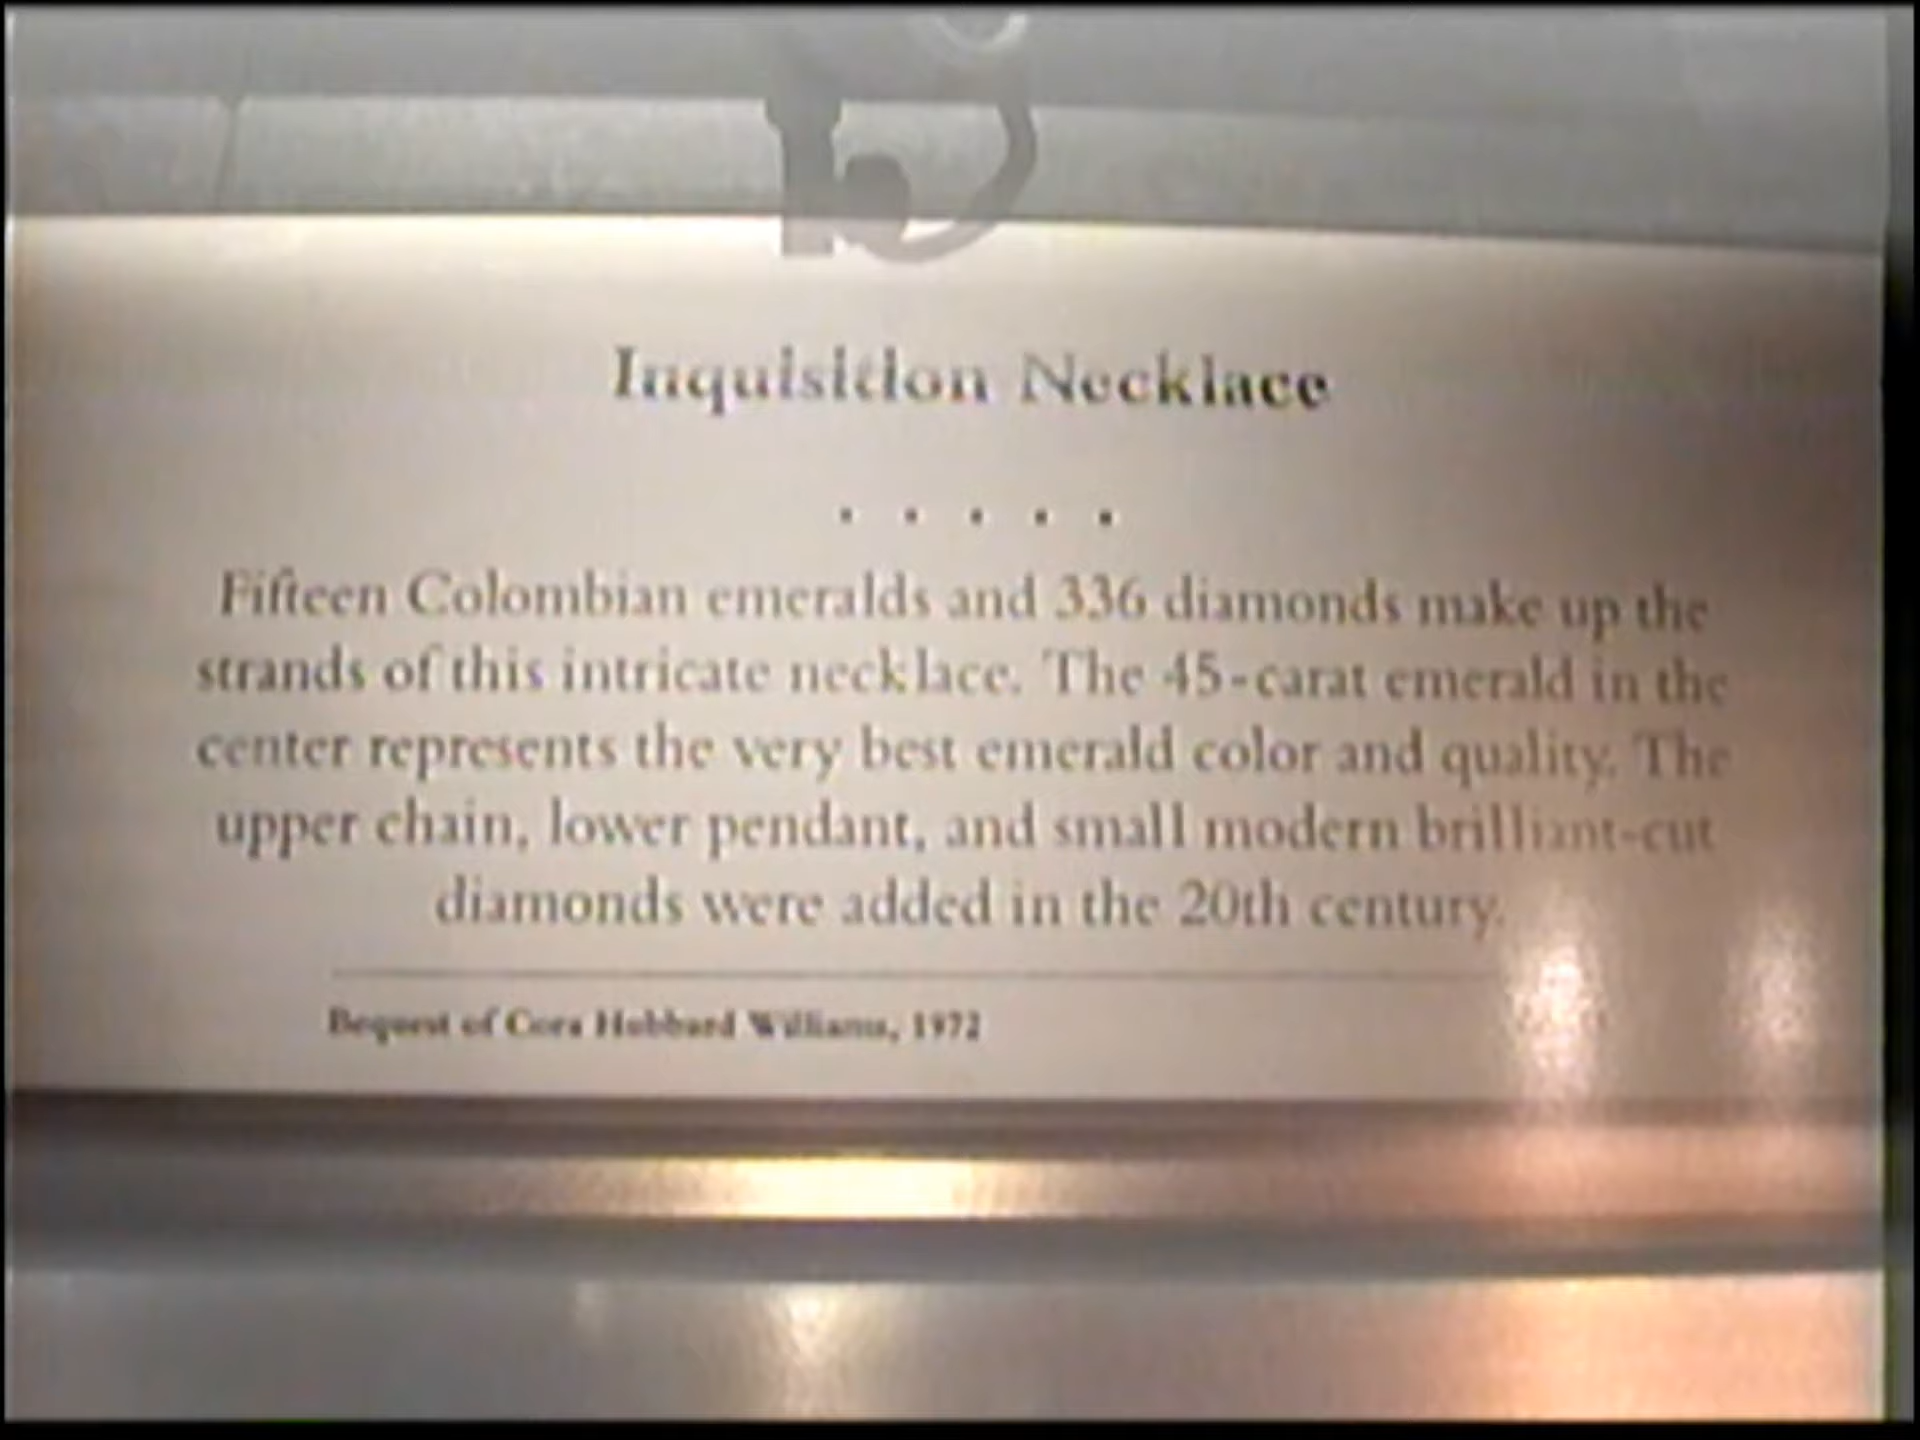 Inquisition Necklace
. . . . .
Fifteen Colombian emeralds and 336 diamonds make up the
strands of this intricate necklace. The 45-carat emerald in the
center represents the very best emerald color and quality. The
upper chain, lower pendant, and small modern brilliant-cut
diamonds were added in the 20th century.
Bequest of Cora Hubbard Williams, 1972